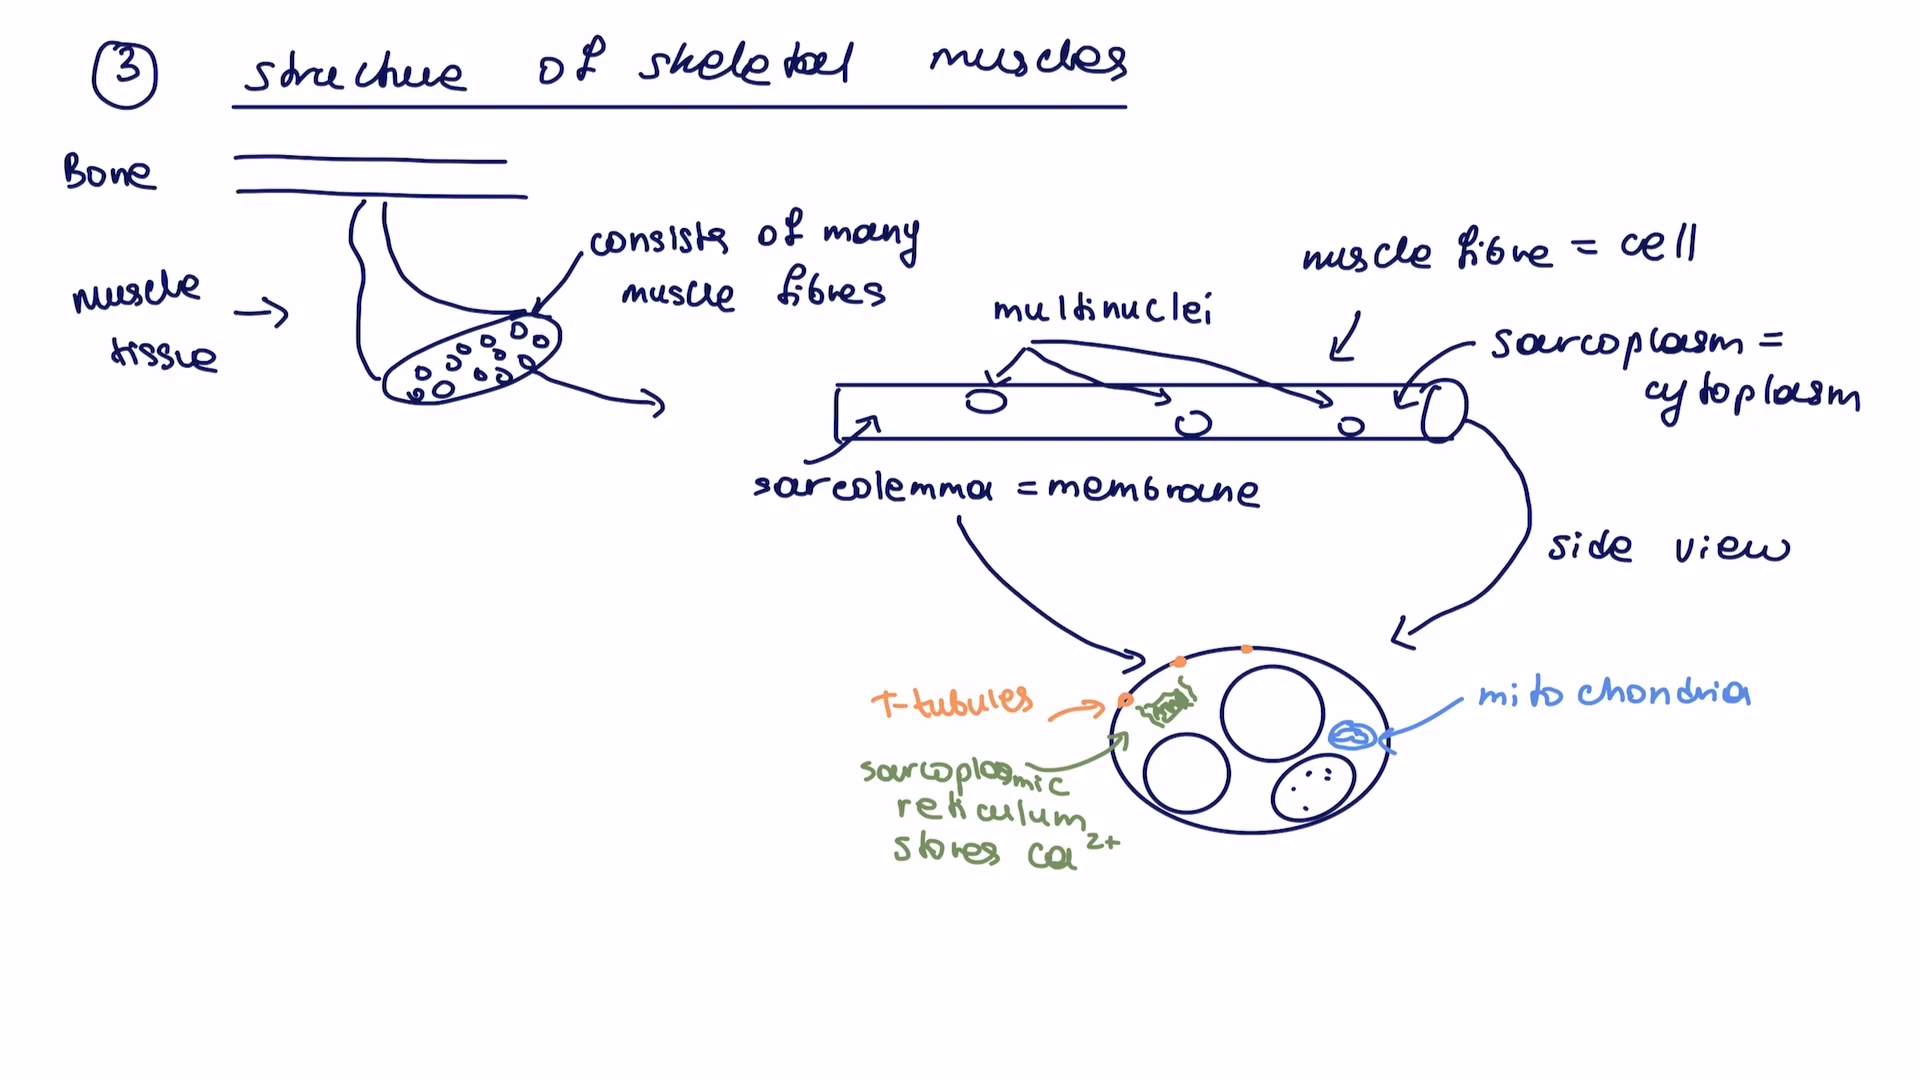 3 structure of skeletal muscles
Bone
muscle
tissue
consists of many
muscle fibres
multinuclei
muscle fibre = cell
sarcoplasm =
cytoplasm
sarcolemma = membrane
side view
T-tubules
mitochondria
sarcoplasmic
reticulum
stores Ca²⁺